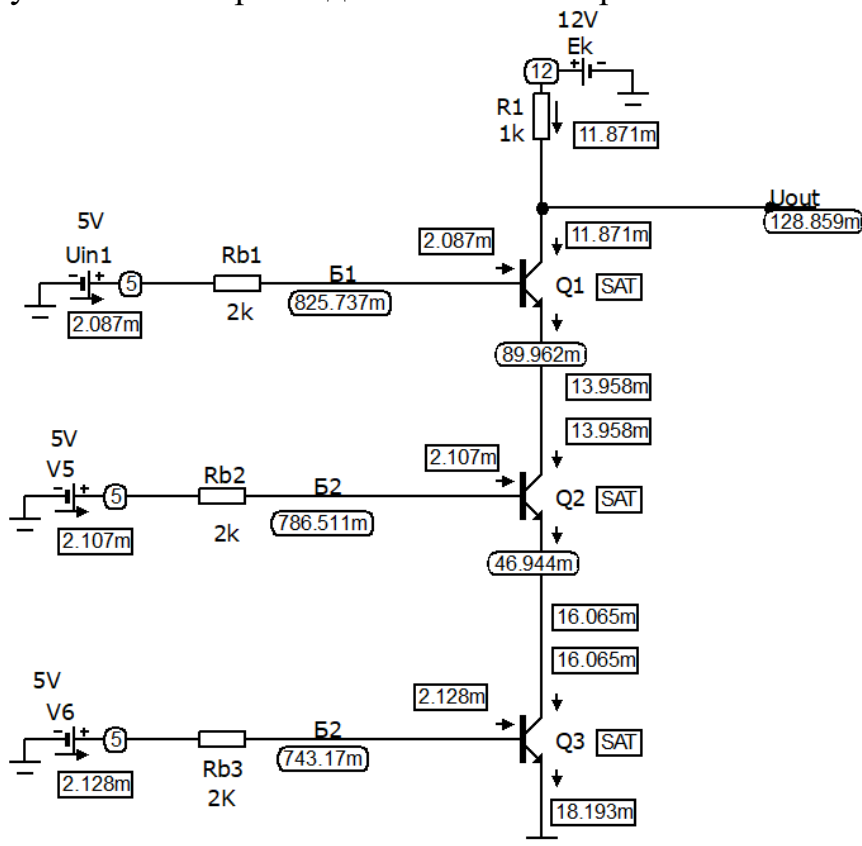 12V
Ek
12
R1
1k
11.871m
Uout
128.859m
5V
Uin1
5
2.087m
Rb1
2k
Б1
825.737m
2.087m
11.871m
Q1
SAT
89.962m
13.958m
13.958m
5V
V5
5
2.107m
Rb2
2k
Б2
786.511m
2.107m
Q2
SAT
46.944m
16.065m
16.065m
5V
V6
5
2.128m
Rb3
2K
Б2
743.17m
2.128m
Q3
SAT
18.193m